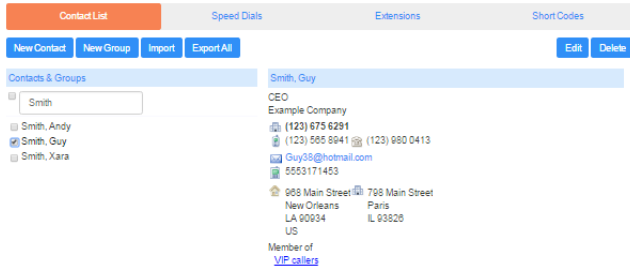 Contact List Speed Dials Extensions Short Codes
New Contact New Group Import Export All Edit Delete
Contacts & Groups
Smith
Smith, Andy
Smith, Guy
Smith, Xara
Smith, Guy
CEO
Example Company
(123) 675 6291
(123) 565 8941 (123) 980 0413
Guy38@hotmail.com
5553171453
968 Main Street 798 Main Street
New Orleans Paris
LA 90934 IL 93826
US
Member of
VIP callers